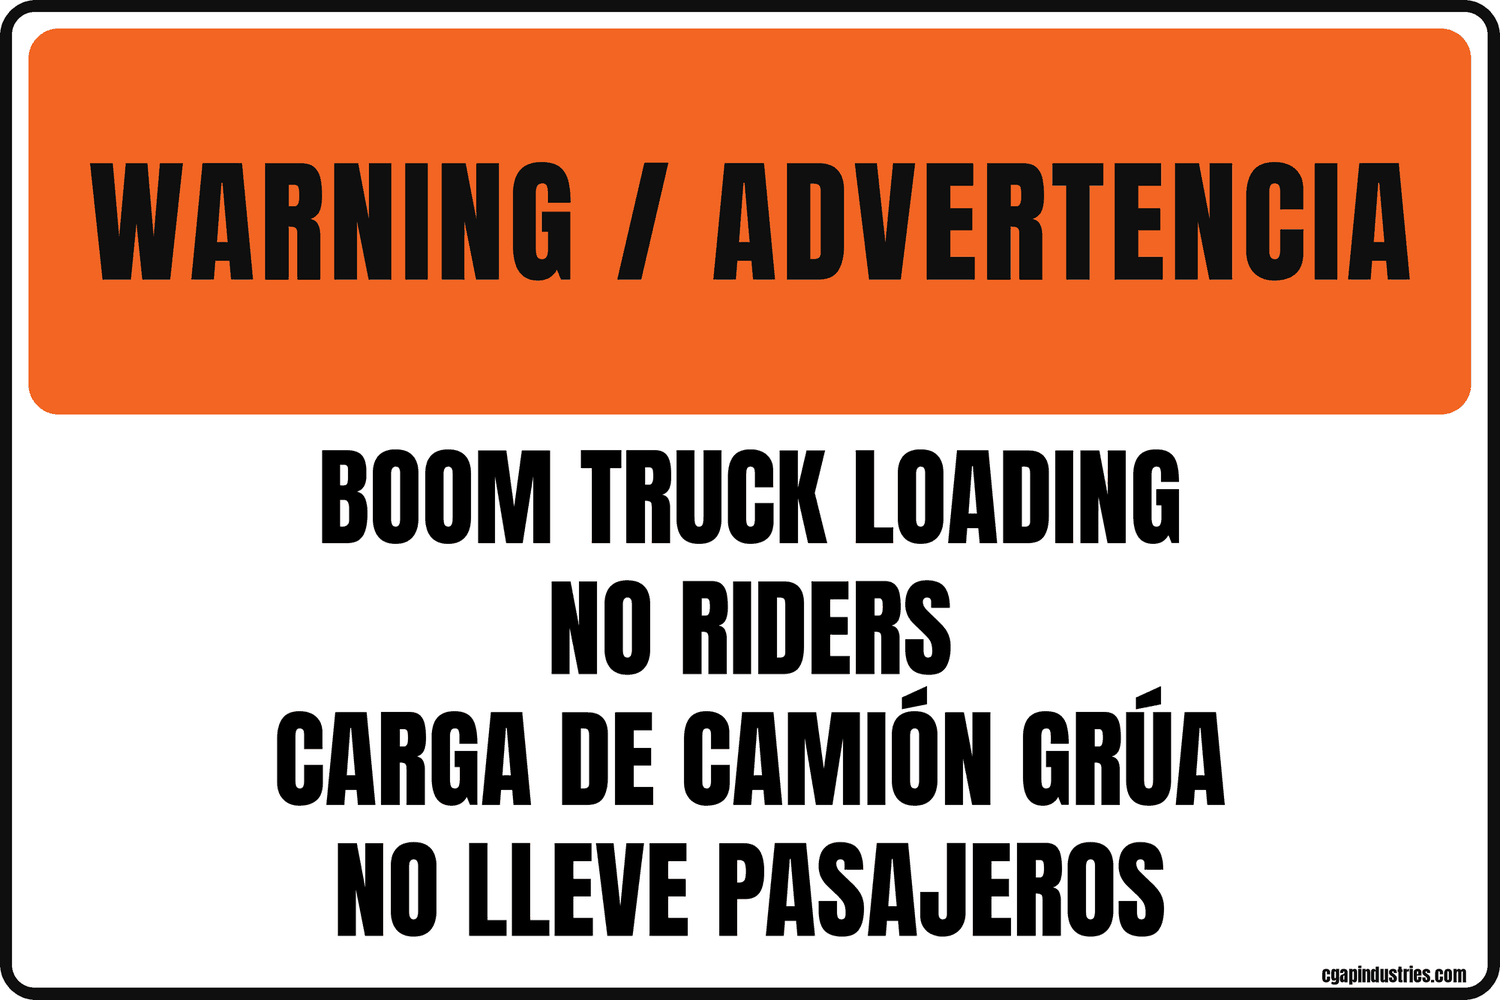 WARNING / ADVERTENCIA
BOOM TRUCK LOADING
NO RIDERS
CARGA DE CAMIÓN GRÚA
NO LLEVE PASAJEROS
cgapindustries.com